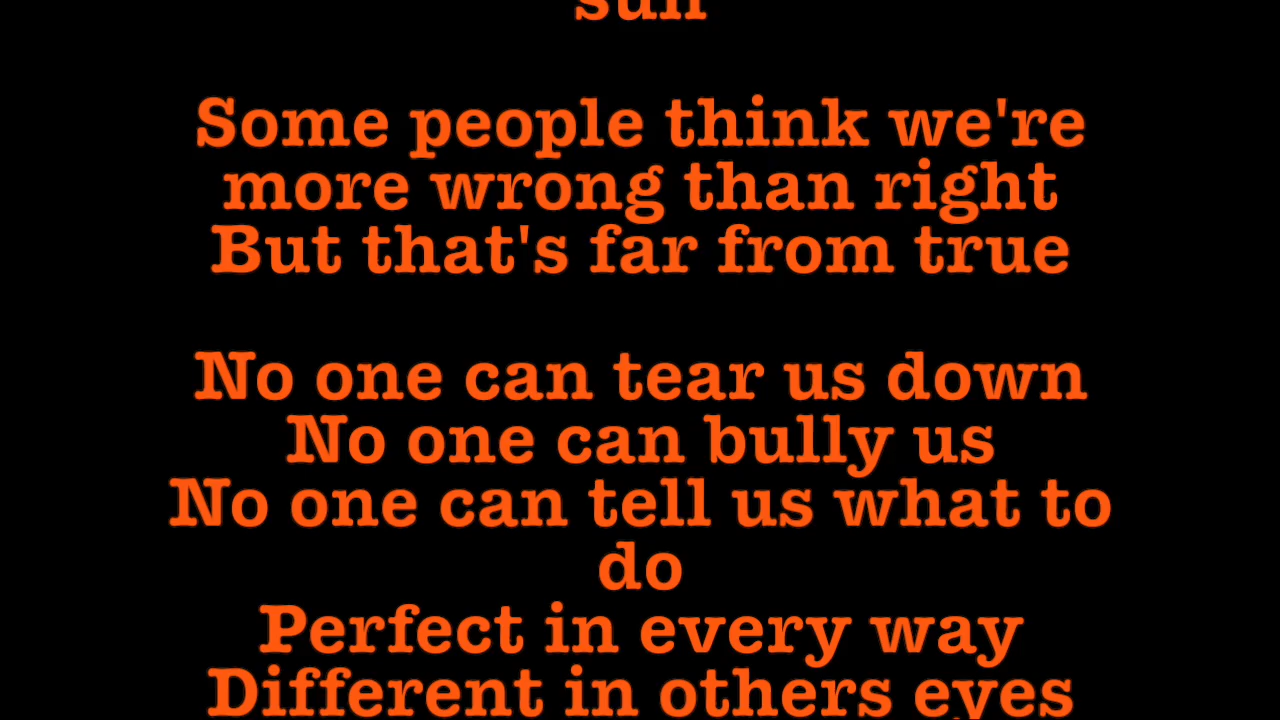 sun
Some people think we're
more wrong than right
But that's far from true
No one can tear us down
No one can bully us
No one can tell us what to
do
Perfect in every way
Different in others eyes